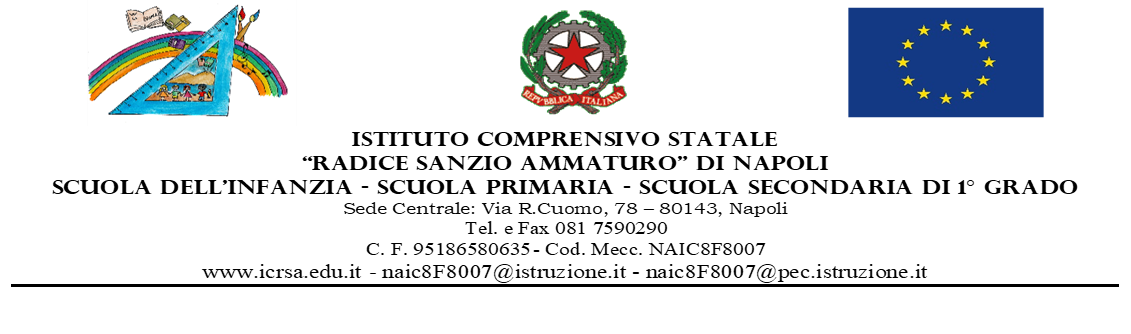 REPVBBLICA ITALIANA
ISTITUTO COMPRENSIVO STATALE
“RADICE SANZIO AMMATURO” DI NAPOLI
SCUOLA DELL’INFANZIA - SCUOLA PRIMARIA - SCUOLA SECONDARIA DI 1° GRADO
Sede Centrale: Via R.Cuomo, 78 – 80143, Napoli
Tel. e Fax 081 7590290
C. F. 95186580635 - Cod. Mecc. NAIC8F8007
www.icrsa.edu.it - naic8F8007@istruzione.it - naic8F8007@pec.istruzione.it